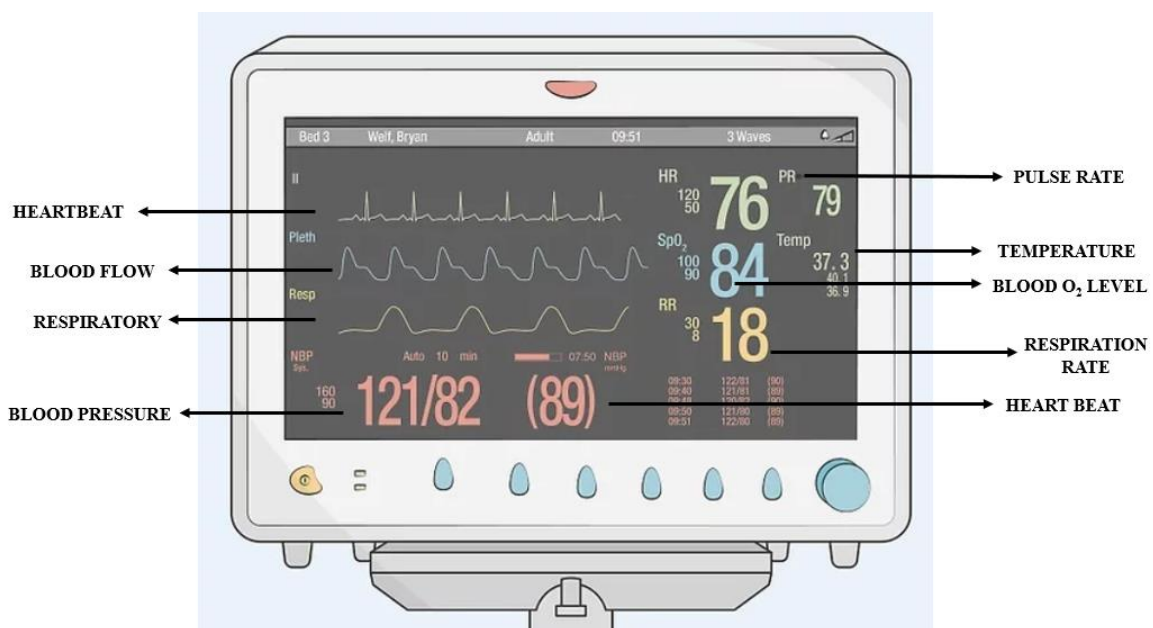 Bed 3 Welf, Bryan Adult 09:51 3 Waves
II
HR
120
50
76
PR
79
PULSE RATE
HEARTBEAT
Pleth
SpO₂
100
90
84
Temp
37.3
40.1
36.9
TEMPERATURE
BLOOD FLOW
BLOOD O₂ LEVEL
Resp
RR
30
8
18
RESPIRATORY
RESPIRATION
RATE
NBP
Sys.
Auto 10 min
07:50 NBP
mmHg
160
90
121/82 (89)
BLOOD PRESSURE
HEART BEAT
09:30 122/81 (90)
09:40 121/81 (89)
09:50 121/80 (89)
09:51 122/80 (89)